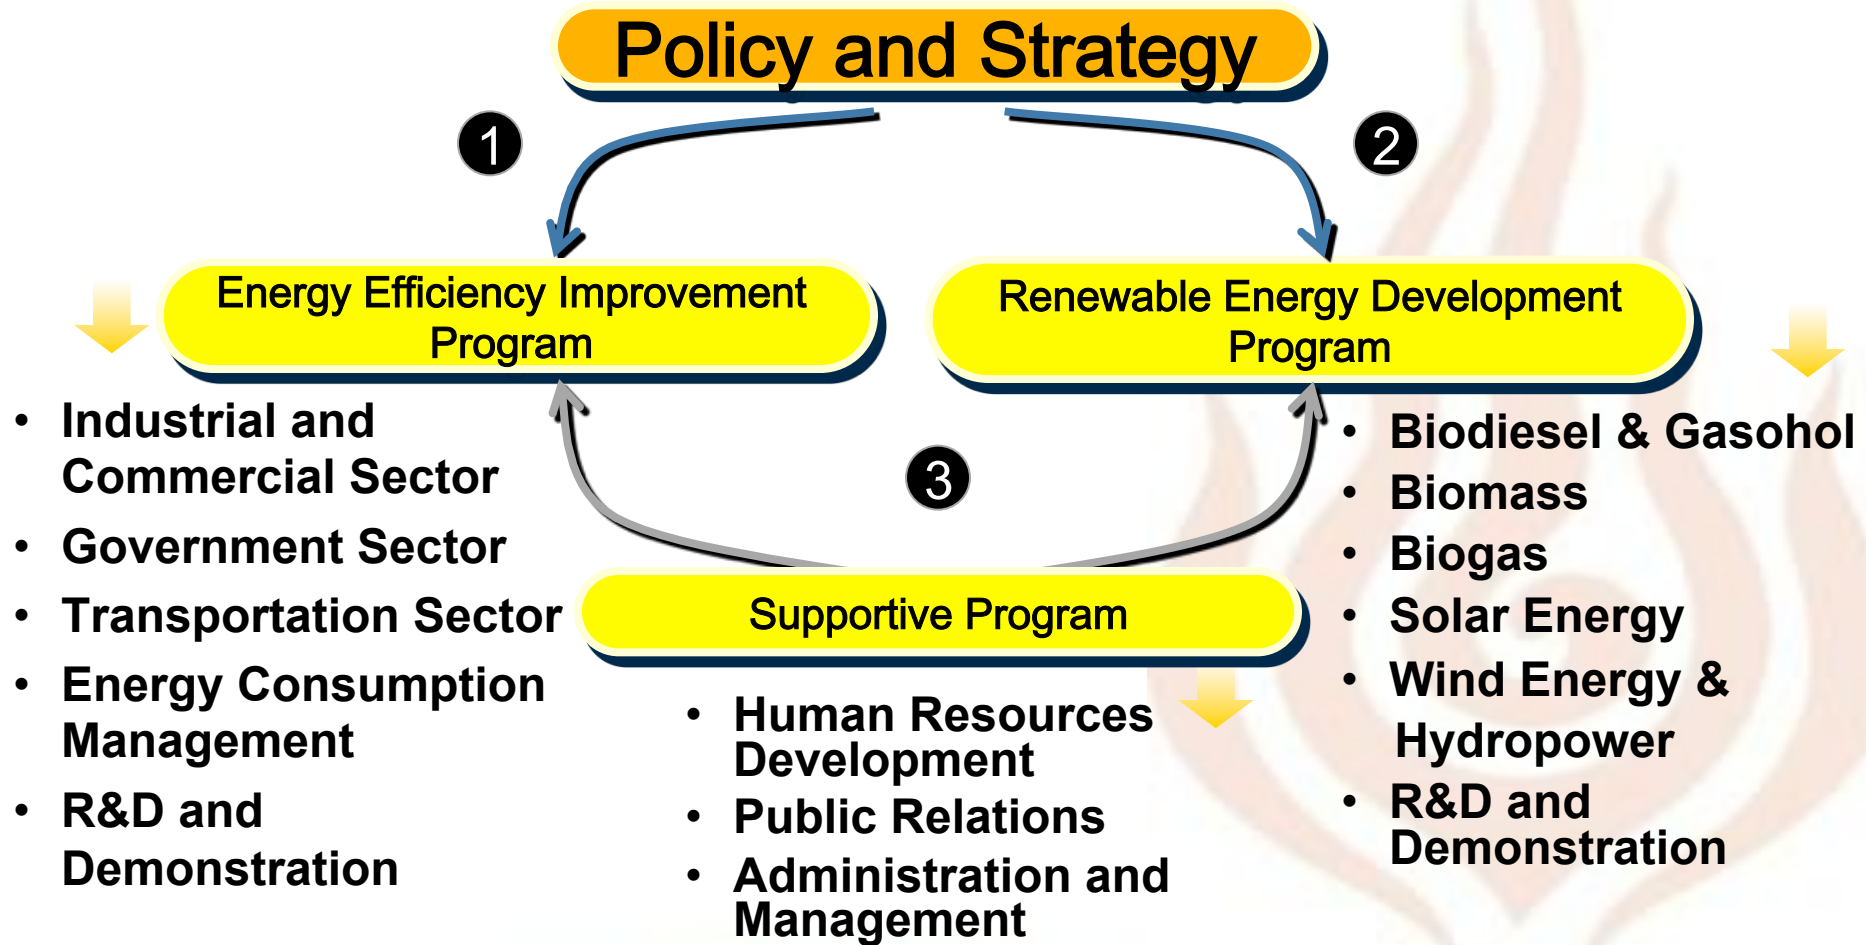 Policy and Strategy
1
2
Energy Efficiency Improvement
Program
Renewable Energy Development
Program
• Industrial and
Commercial Sector
• Government Sector
• Transportation Sector
• Energy Consumption
Management
• R&D and
Demonstration
3
Supportive Program
• Human Resources
Development
• Public Relations
• Administration and
Management
• Biodiesel & Gasohol
• Biomass
• Biogas
• Solar Energy
• Wind Energy &
Hydropower
• R&D and
Demonstration